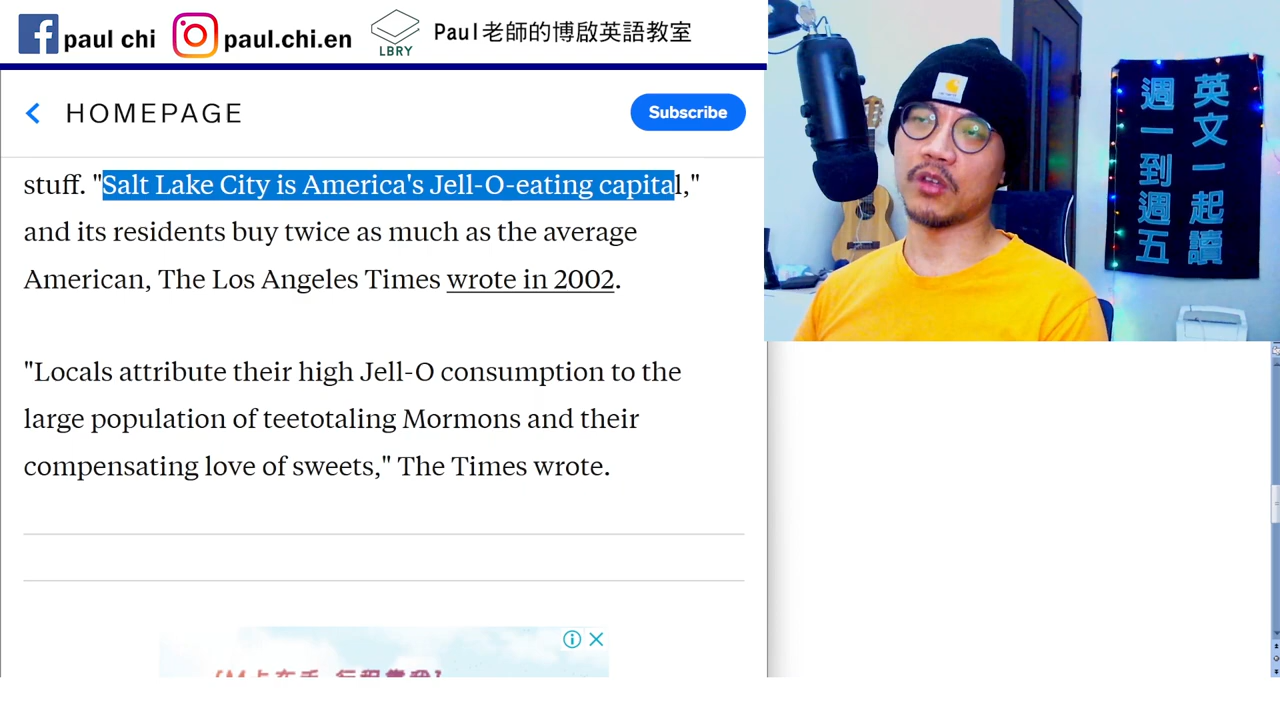 paul chi
paul.chi.en
LBRY
Paul老師的博啟英語教室
HOMEPAGE
Subscribe
stuff. "Salt Lake City is America's Jell-O-eating capital,"
and its residents buy twice as much as the average
American, The Los Angeles Times wrote in 2002.
"Locals attribute their high Jell-O consumption to the
large population of teetotaling Mormons and their
compensating love of sweets," The Times wrote.
英文一起讀
週一到週五